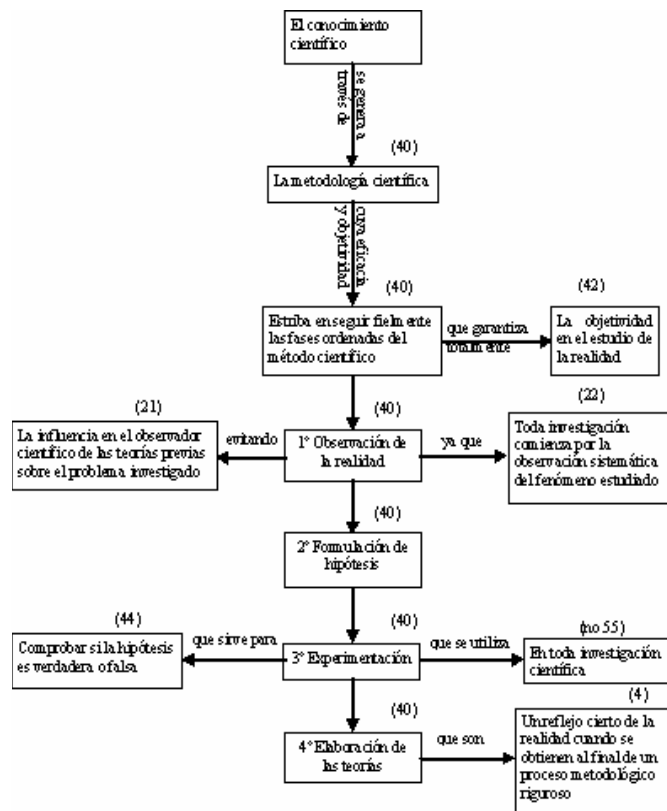 El conocimiento
científico
se genera a
través de
(40)
La metodología científica
cuya eficacia
y objetividad
(40)
Estriba en seguir fielmente
las fases ordenadas del
método científico
que garantiza
totalmente
(42)
La objetividad
en el estudio de
la realidad
(40)
1º Observación de
la realidad
evitando
(21)
La influencia en el observador
científico de las teorías previas
sobre el problema investigado
ya que
(22)
Toda investigación
comienza por la
observación sistemática
del fenómeno estudiado
(40)
2º Formulación de
hipótesis
(40)
3º Experimentación
que sirve para
(44)
Comprobar si la hipótesis
es verdadera o falsa
que se utiliza
(no 55)
En toda investigación
científica
(40)
4º Elaboración de
las teorías
que son
(4)
Un reflejo cierto de la
realidad cuando se
obtienen al final de un
proceso metodológico
riguroso